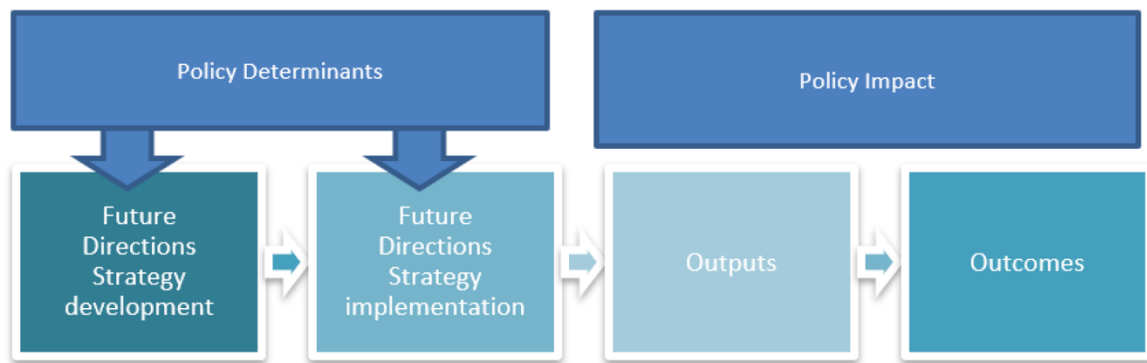 Policy Determinants
Policy Impact
Future
Directions
Strategy
development
Future
Directions
Strategy
implementation
Outputs
Outcomes